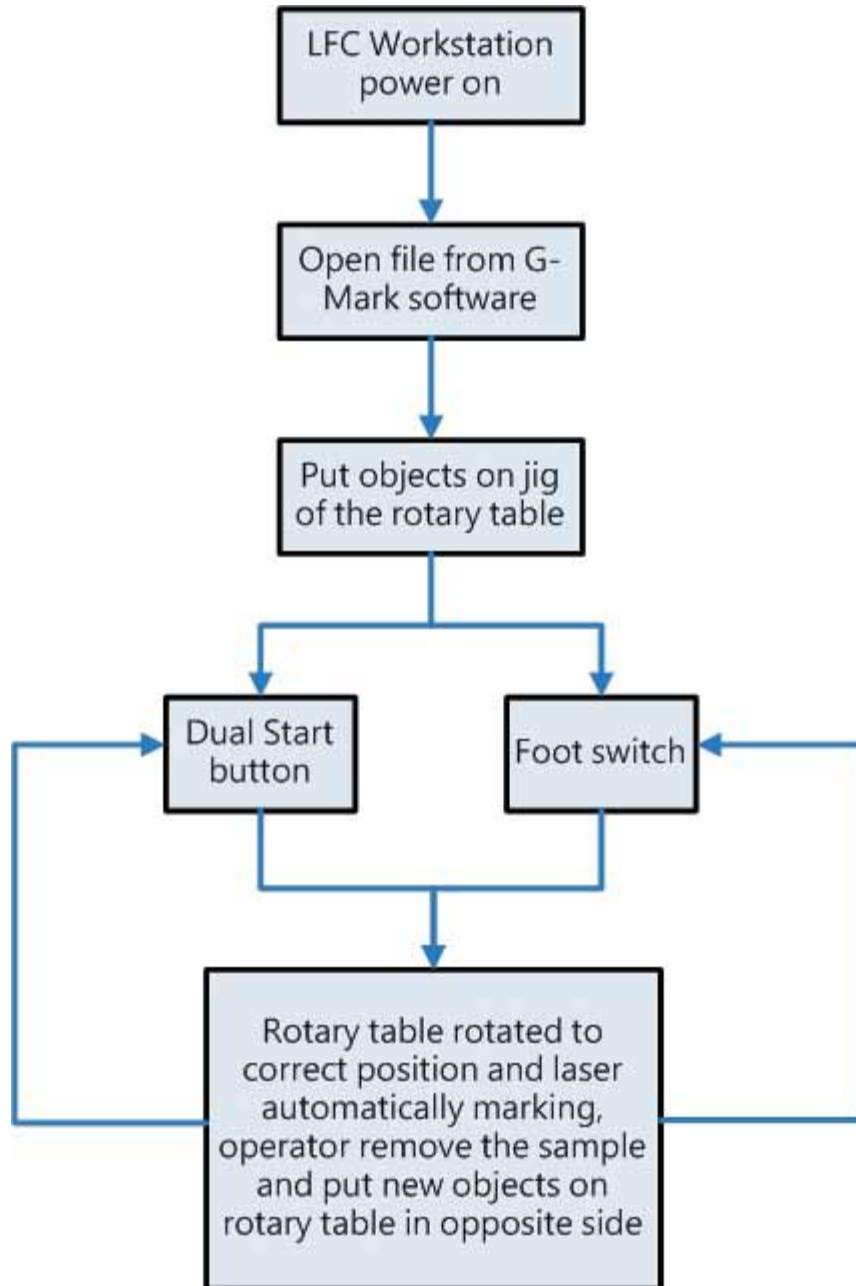 LFC Workstation
power on
Open file from G-
Mark software
Put objects on jig
of the rotary table
Dual Start
button
Foot switch
Rotary table rotated to
correct position and laser
automatically marking,
operator remove the sample
and put new objects on
rotary table in opposite side